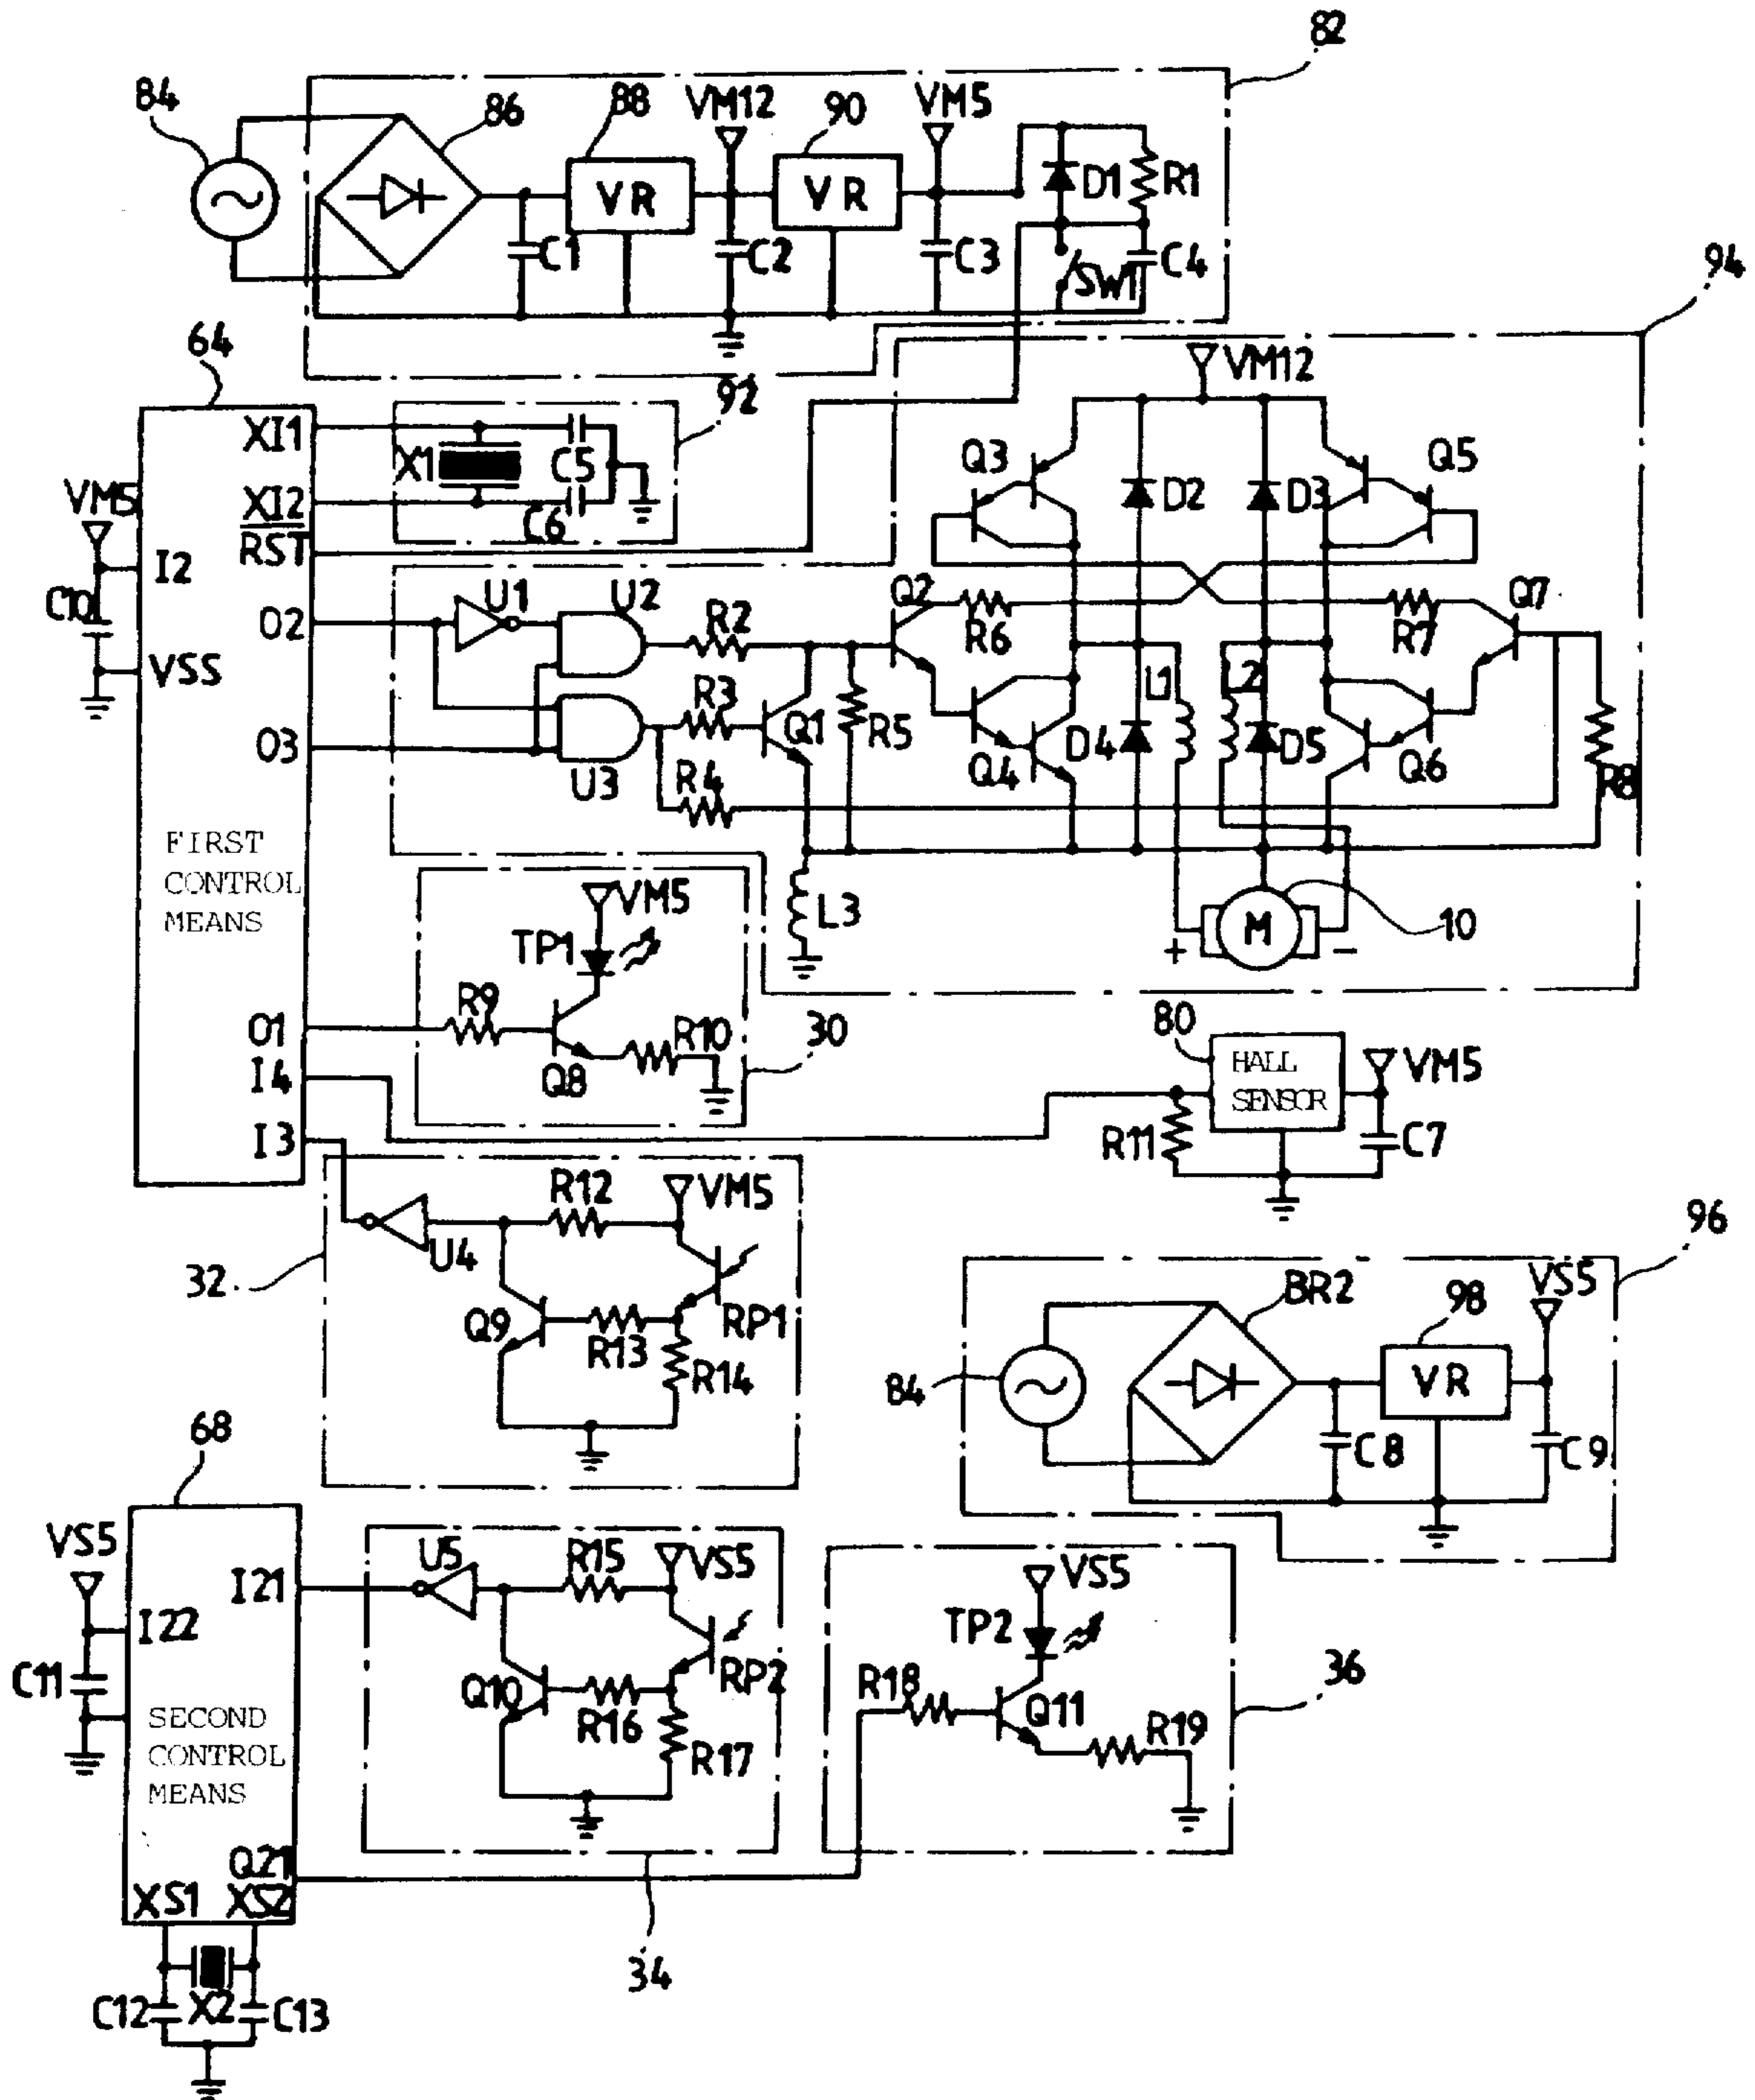 82
84
86
88
VM12
90
VM5
VR
VR
D1
R1
C1
C2
C3
SW1
C4
94
64
92
VM12
XI1
X1
C5
Q3
Q5
VM5
XI2
C6
D2
D3
RST
I2
C10
U1
U2
Q2
Q7
O2
R2
R6
R7
VSS
R3
L1
L2
Q1
R5
D4
D5
O3
U3
R4
Q4
Q6
R8
FIRST
CONTROL
MEANS
VM5
L3
M
10
TP1
+
-
R9
80
O1
R10
30
HALL
SENSOR
VM5
I4
Q8
I3
R11
C7
R12
VM5
96
U4
32
BR2
98
VS5
Q9
R13
RP1
R14
84
VR
68
C8
C9
VS5
U5
R15
VS5
VS5
I21
I22
TP2
C11
Q10
RP2
R18
36
R16
Q11
R19
SECOND
CONTROL
MEANS
R17
Q21
XS1
XS2
34
C12
X2
C13